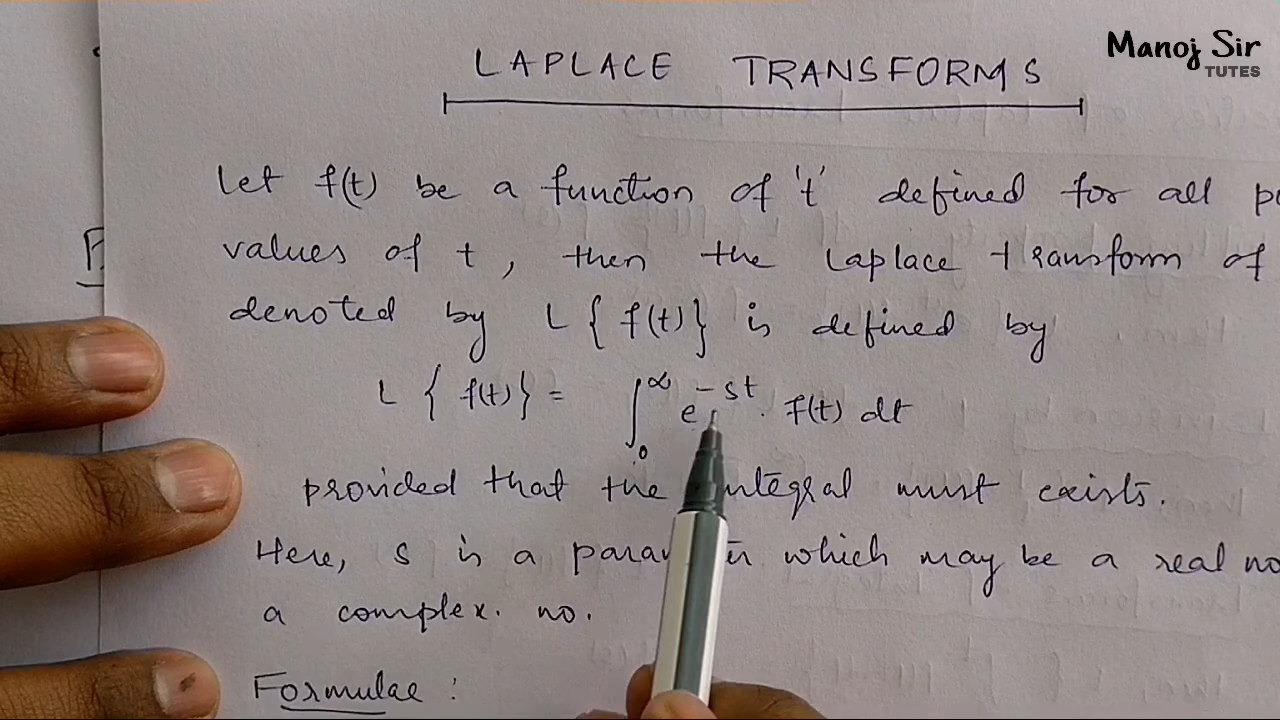 Manoj Sir
TUTES
LAPLACE TRANSFORMS
Let f(t) be a function of 't' defined for all
values of t, then the Laplace transform of
denoted by L{f(t)} is defined by
L{f(t)} = ∫₀^∞ e^-st. f(t) dt
provided that the integral must exists.
Here, s is a which may be a real no
a complex. no.
Formulae :